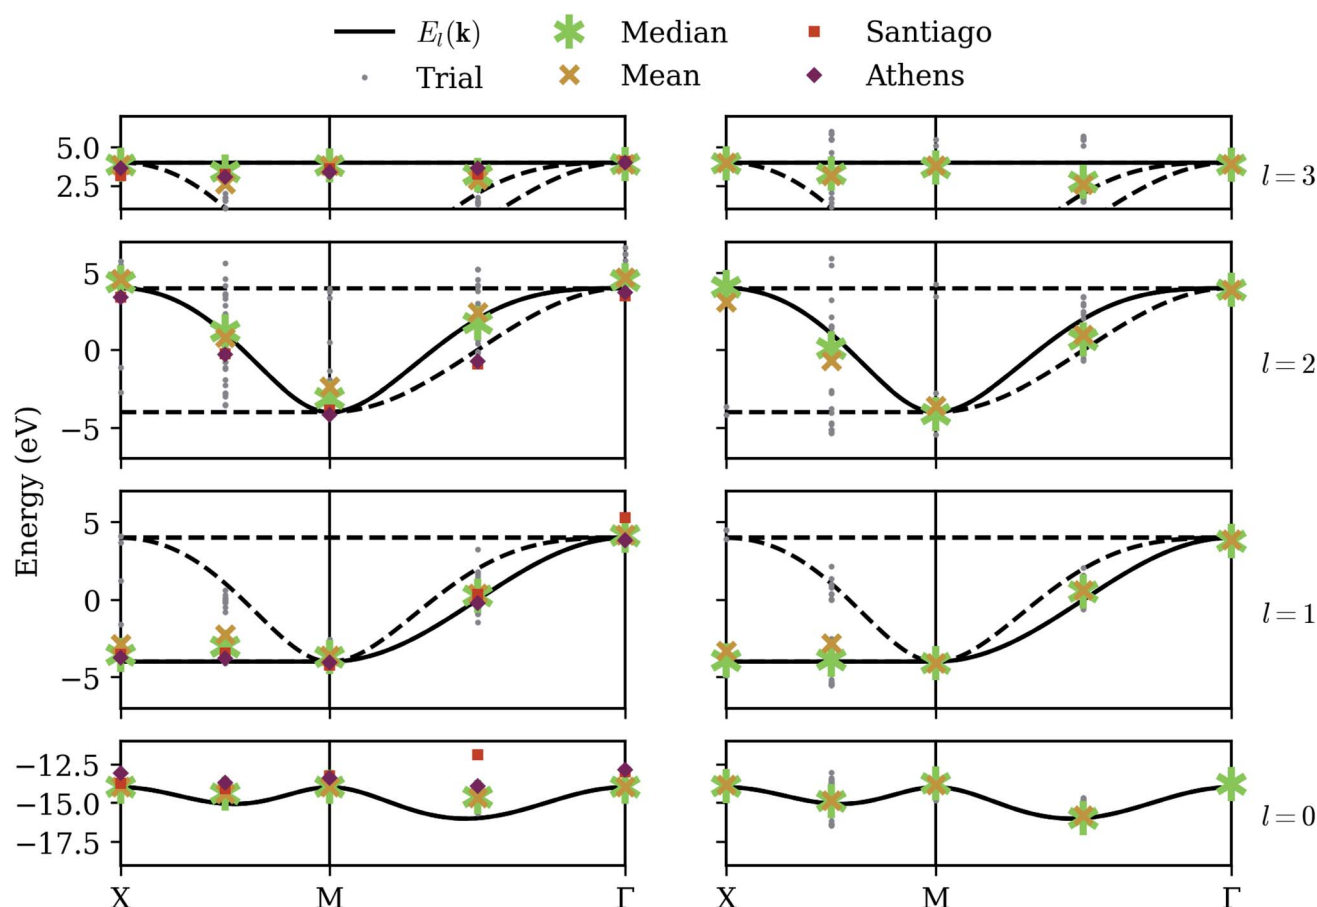 E_l(k) Median Santiago
Trial Mean Athens
Energy (eV)
5.0
2.5
l = 3
5
0
−5
l = 2
5
0
−5
l = 1
−12.5
−15.0
−17.5
l = 0
X M Γ X M Γ